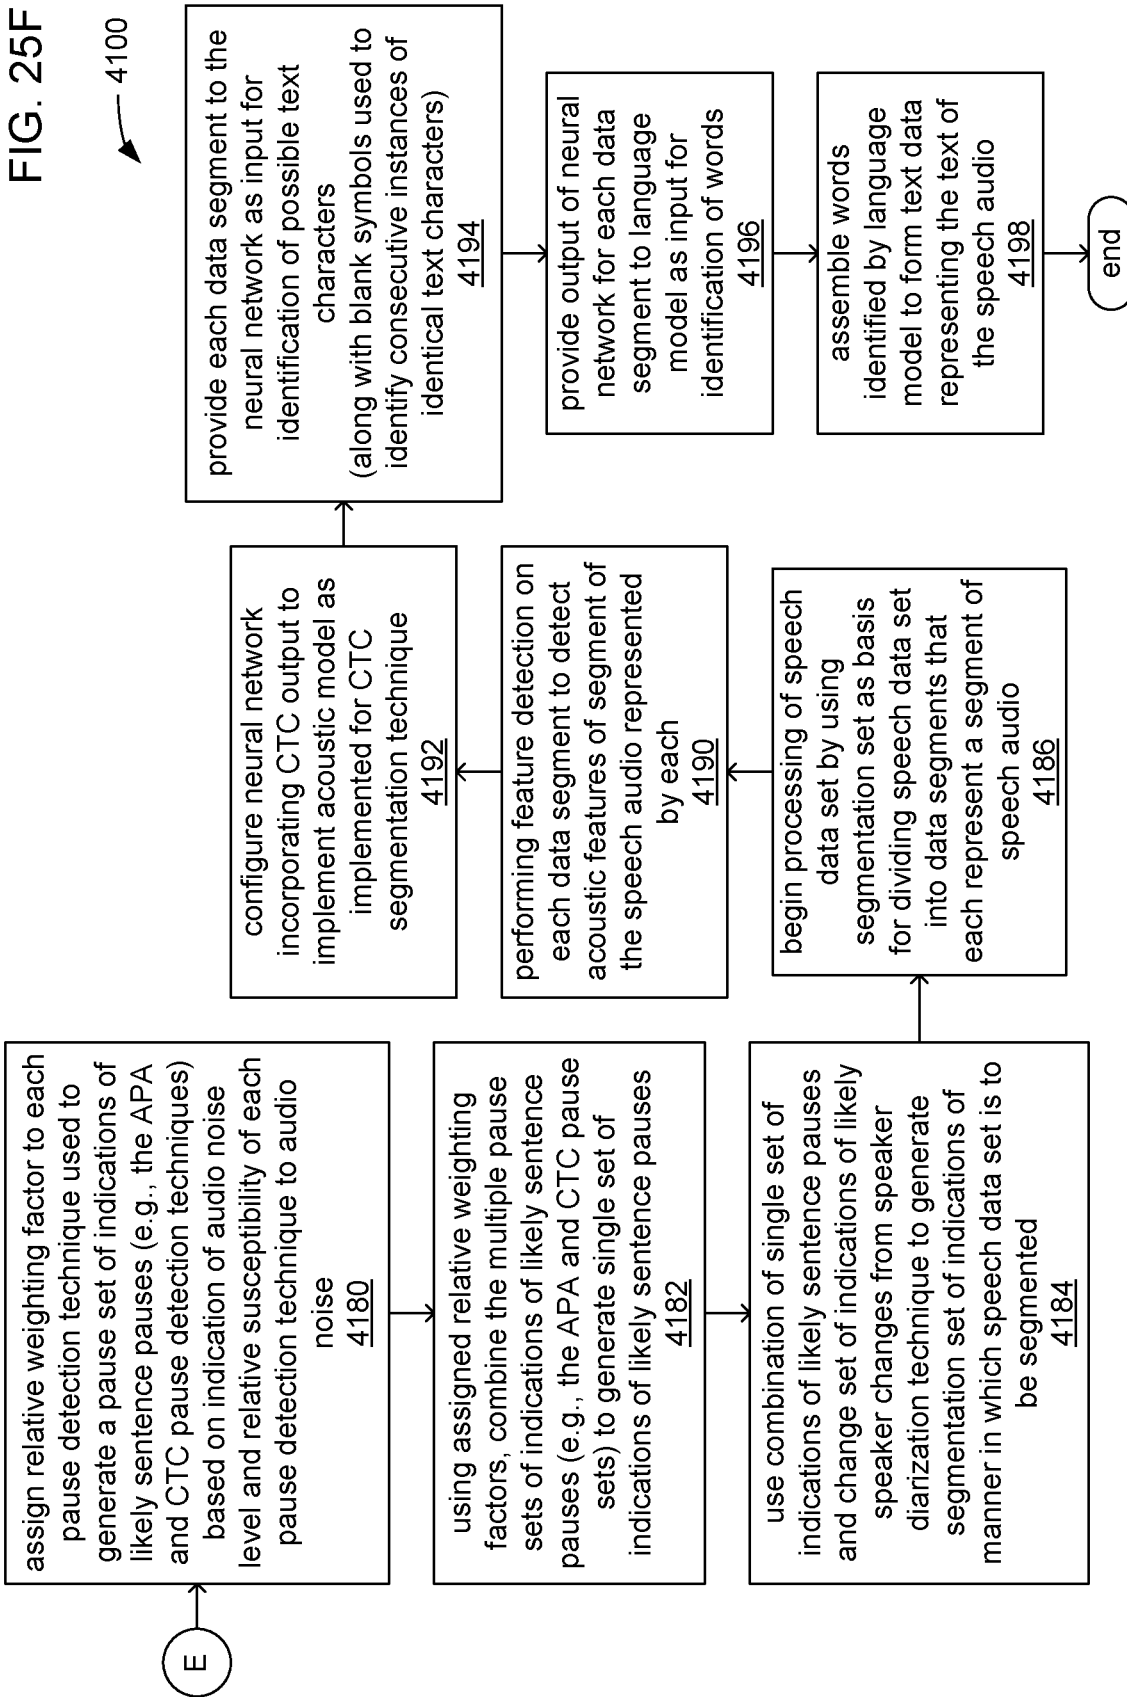 FIG. 25F
4100
E
assign relative weighting factor to each
pause detection technique used to
generate a pause set of indications of
likely sentence pauses (e.g., the APA
and CTC pause detection techniques)
based on indication of audio noise
level and relative susceptibility of each
pause detection technique to audio
noise
4180
using assigned relative weighting
factors, combine the multiple pause
sets of indications of likely sentence
pauses (e.g., the APA and CTC pause
sets) to generate single set of
indications of likely sentence pauses
4182
use combination of single set of
indications of likely sentence pauses
and change set of indications of likely
speaker changes from speaker
diarization technique to generate
segmentation set of indications of
manner in which speech data set is to
be segmented
4184
begin processing of speech
data set by using
segmentation set as basis
for dividing speech data set
into data segments that
each represent a segment of
speech audio
4186
performing feature detection on
each data segment to detect
acoustic features of segment of
the speech audio represented
by each
4190
configure neural network
incorporating CTC output to
implement acoustic model as
implemented for CTC
segmentation technique
4192
provide each data segment to the
neural network as input for
identification of possible text
characters
(along with blank symbols used to
identify consecutive instances of
identical text characters)
4194
provide output of neural
network for each data
segment to language
model as input for
identification of words
4196
assemble words
identified by language
model to form text data
representing the text of
the speech audio
4198
end